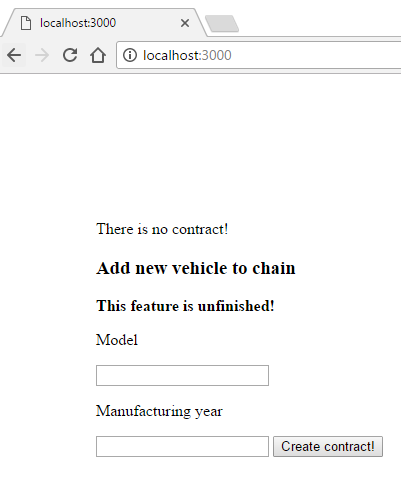 localhost:3000
localhost:3000
There is no contract!
Add new vehicle to chain
This feature is unfinished!
Model
Manufacturing year
Create contract!